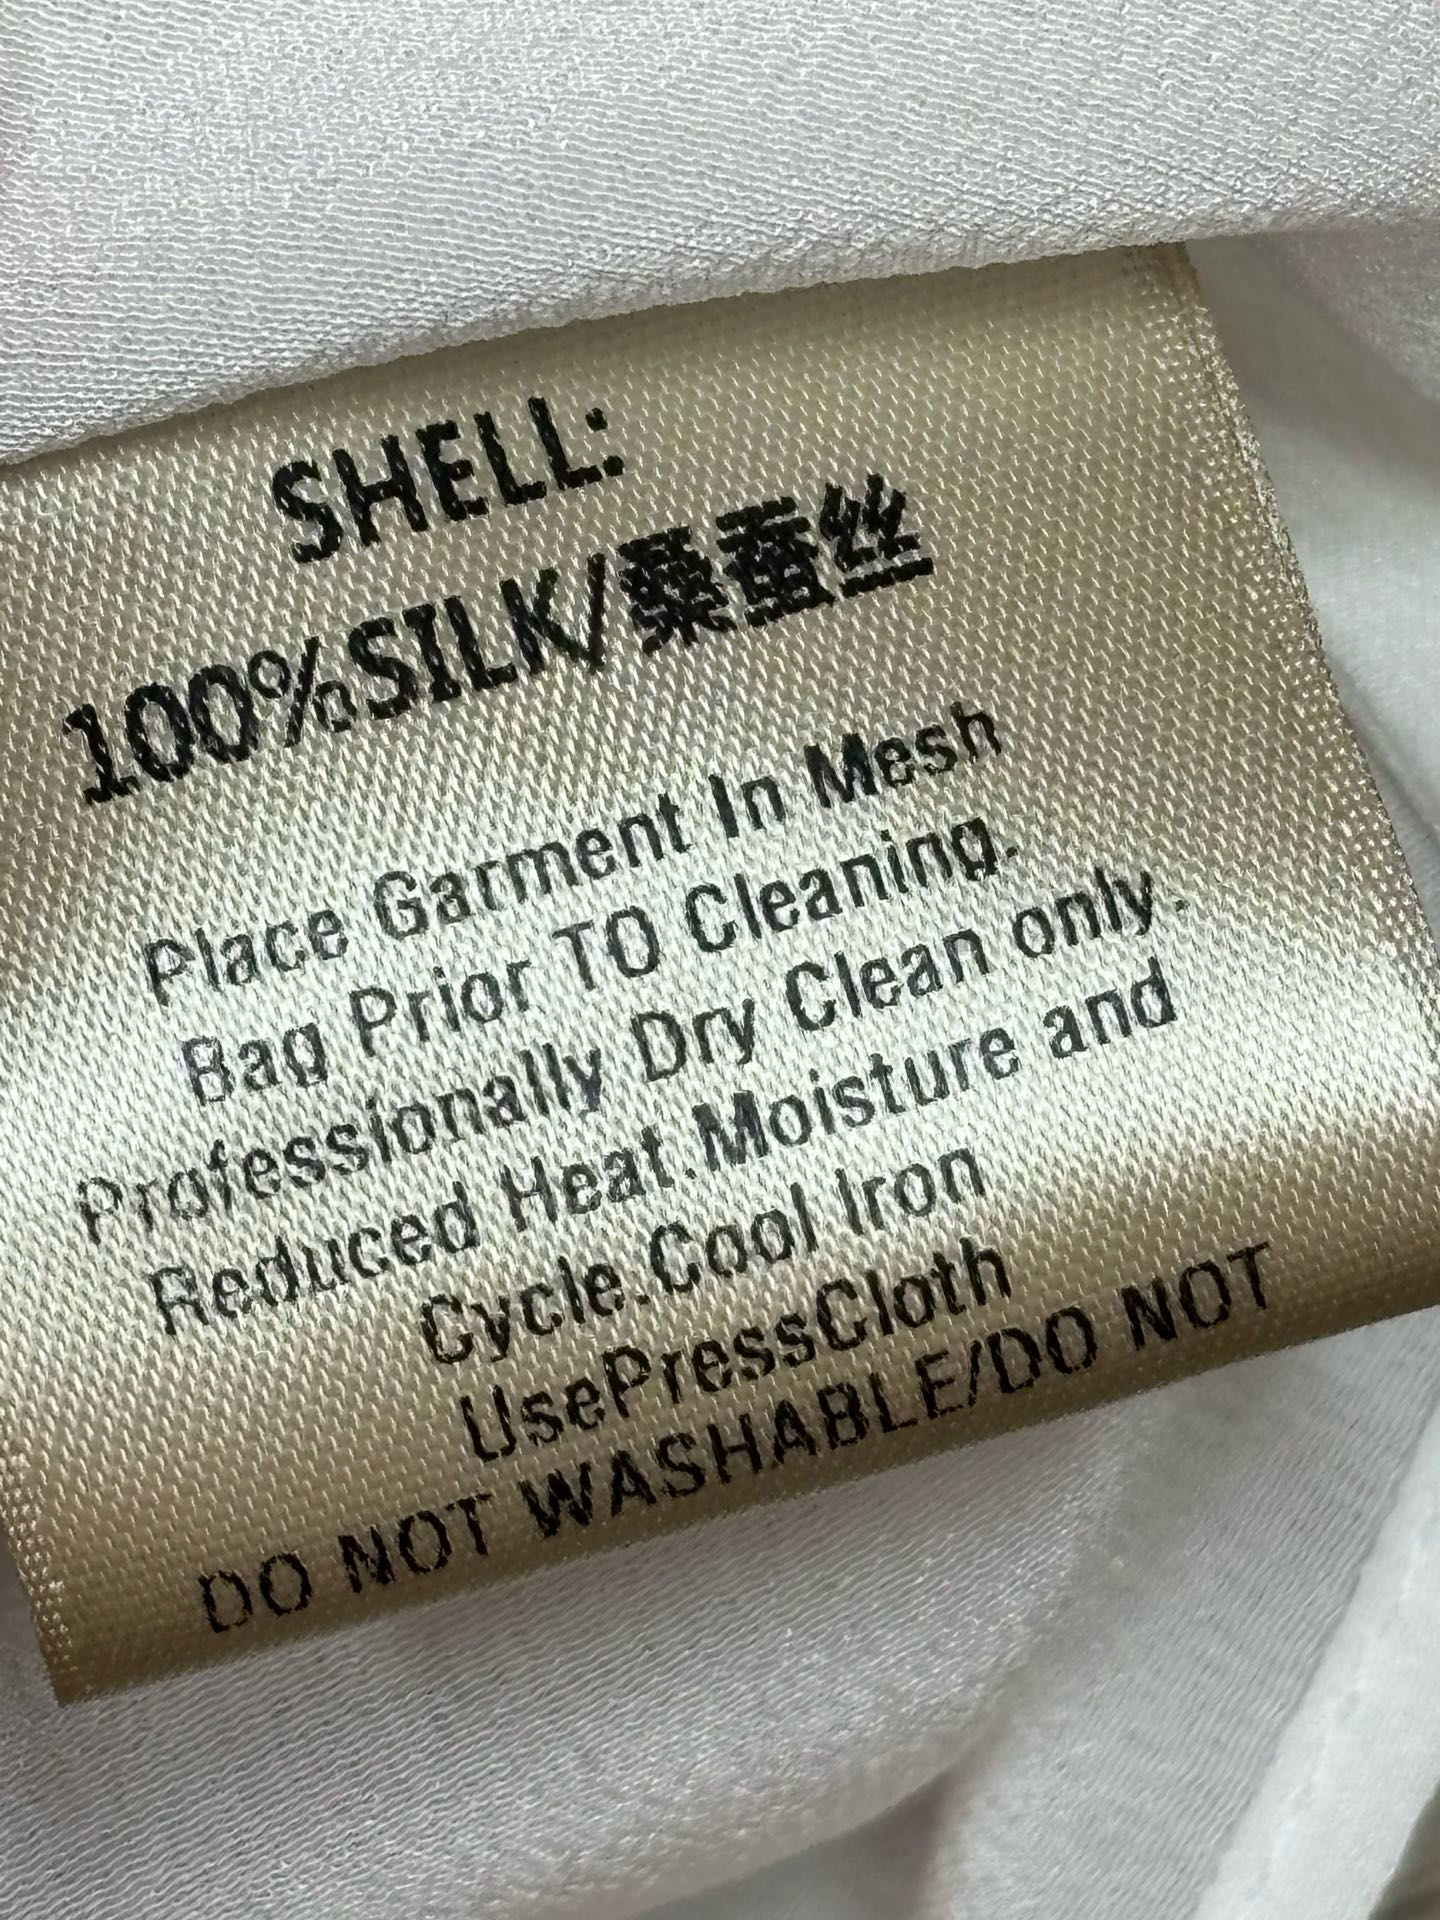 SHELL:
100%SILK/桑蚕丝
Place Garment In Mesh
Bag Prior TO Cleaning.
Professionally Dry Clean only.
Reduced Heat.Moisture and
Cycle.Cool Iron
UsePressCloth
DO NOT WASHABLE/DO NOT